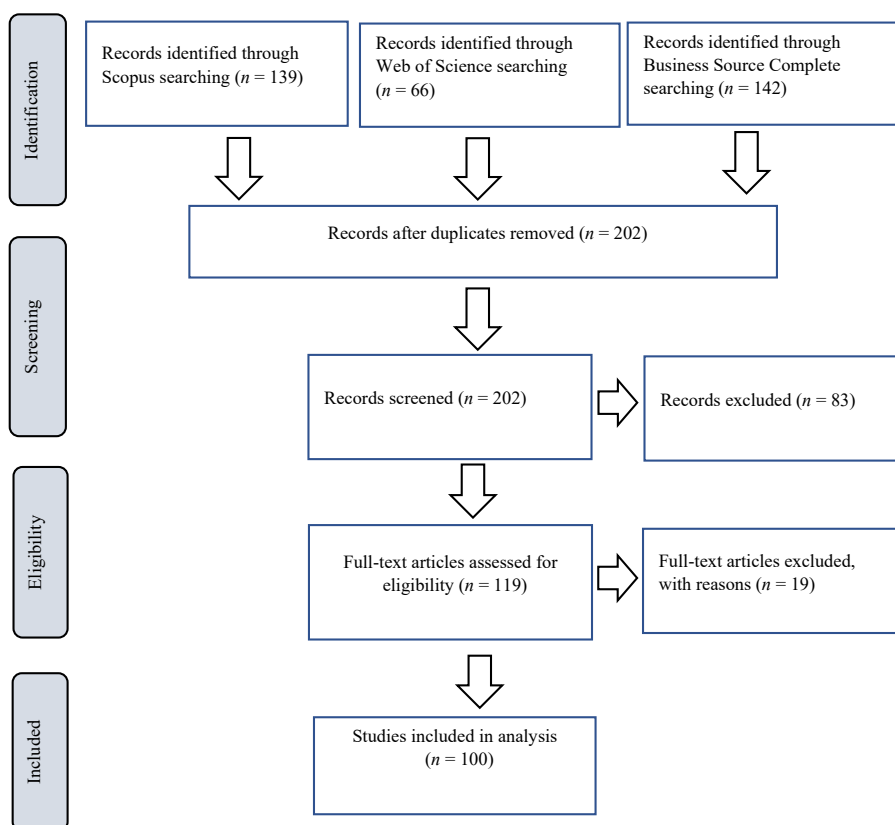 Identification
Records identified through
Scopus searching (n = 139)
Records identified through
Web of Science searching
(n = 66)
Records identified through
Business Source Complete
searching (n = 142)
Records after duplicates removed (n = 202)
Screening
Records screened (n = 202)
Records excluded (n = 83)
Eligibility
Full-text articles assessed for
eligibility (n = 119)
Full-text articles excluded,
with reasons (n = 19)
Included
Studies included in analysis
(n = 100)